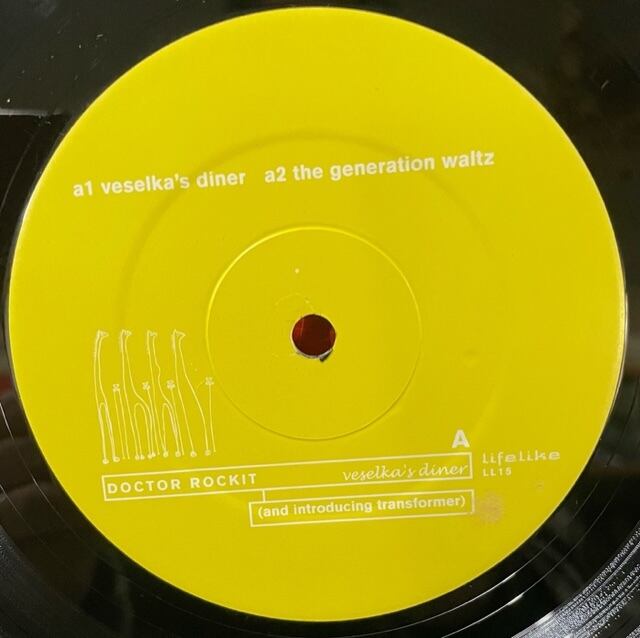 a1 veselka's diner a2 the generation waltz
A
DOCTOR ROCKIT veselka's diner lifelike
LL15
(and introducing transformer)